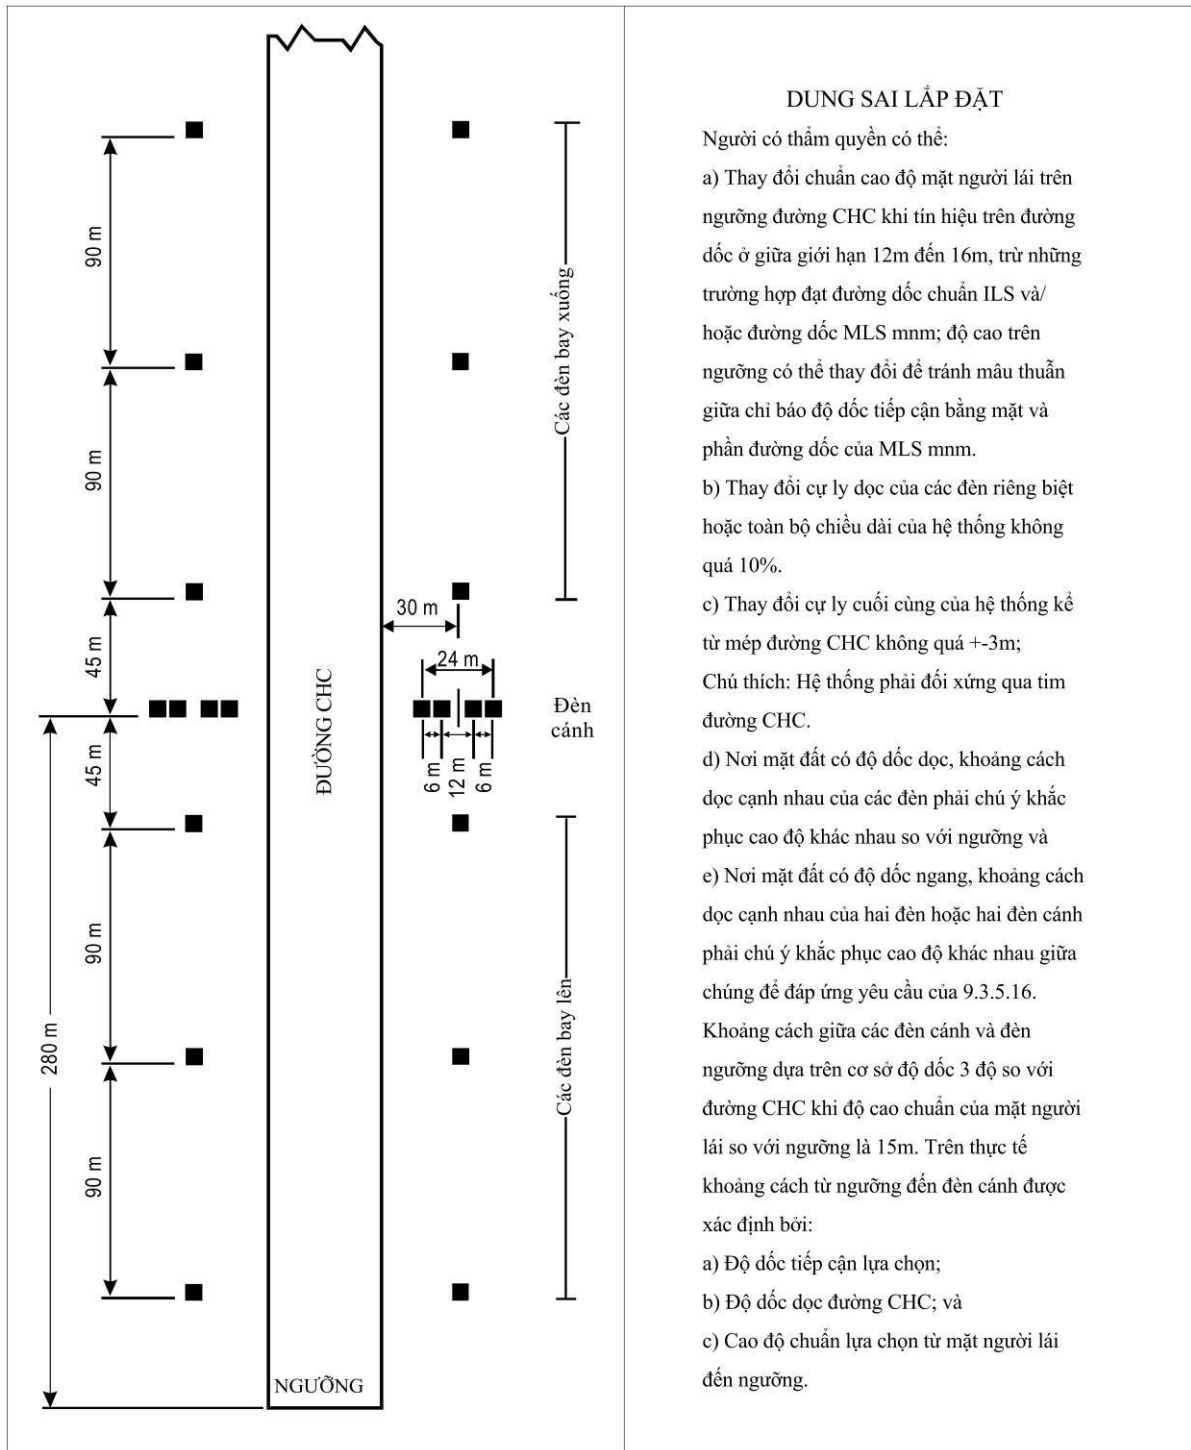 90 m
90 m
45 m
45 m
90 m
90 m
280 m
ĐƯỜNG CHC
NGƯỠNG
30 m
24 m
6 m
12 m
6 m
Các đèn bay xuống
Đèn
cánh
Các đèn bay lên
DUNG SAI LẮP ĐẶT
Người có thẩm quyền có thể:
a) Thay đổi chuẩn cao độ mặt người lái trên
ngưỡng đường CHC khi tín hiệu trên đường
dốc ở giữa giới hạn 12m đến 16m, trừ những
trường hợp đạt đường dốc chuẩn ILS và/
hoặc đường dốc MLS mnm; độ cao trên
ngưỡng có thể thay đổi để tránh mâu thuẫn
giữa chỉ báo độ dốc tiếp cận bằng mặt và
phần đường dốc của MLS mnm.
b) Thay đổi cự ly dọc của các đèn riêng biệt
hoặc toàn bộ chiều dài của hệ thống không
quá 10%.
c) Thay đổi cự ly cuối cùng của hệ thống kể
từ mép đường CHC không quá +-3m;
Chú thích: Hệ thống phải đối xứng qua tim
đường CHC.
d) Nơi mặt đất có độ dốc dọc, khoảng cách
dọc cạnh nhau của các đèn phải chú ý khắc
phục cao độ khác nhau so với ngưỡng và
e) Nơi mặt đất có độ dốc ngang, khoảng cách
dọc cạnh nhau của hai đèn hoặc hai đèn cánh
phải chú ý khắc phục cao độ khác nhau giữa
chúng để đáp ứng yêu cầu của 9.3.5.16.
Khoảng cách giữa các đèn cánh và đèn
ngưỡng dựa trên cơ sở độ dốc 3 độ so với
đường CHC khi độ cao chuẩn của mặt người
lái so với ngưỡng là 15m. Trên thực tế
khoảng cách từ ngưỡng đến đèn cánh được
xác định bởi:
a) Độ dốc tiếp cận lựa chọn;
b) Độ dốc dọc đường CHC; và
c) Cao độ chuẩn lựa chọn từ mặt người lái
đến ngưỡng.